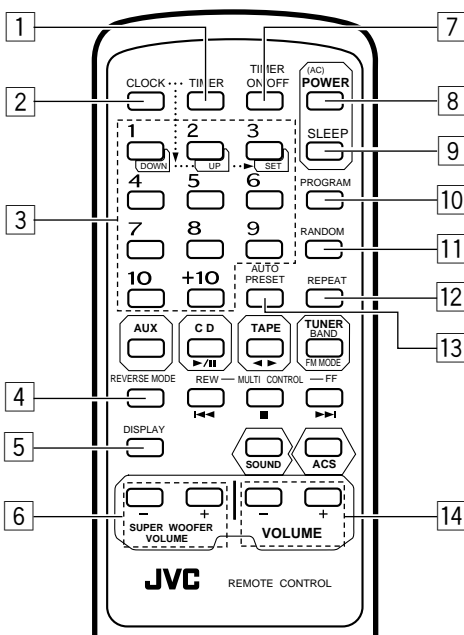 1
7
TIMER
(AC)
2
CLOCK
TIMER
ON/OFF
POWER
8
SLEEP
9
1
2
3
DOWN
UP
SET
4
5
6
PROGRAM
10
3
7
8
9
RANDOM
11
10
+10
AUTO
PRESET
REPEAT
12
13
AUX
CD
TAPE
TUNER
BAND
FM MODE
REVERSE MODE
REW
MULTI CONTROL
FF
4
DISPLAY
5
SOUND
ACS
6
– +
– +
14
SUPER WOOFER
VOLUME
VOLUME
JVC
REMOTE CONTROL